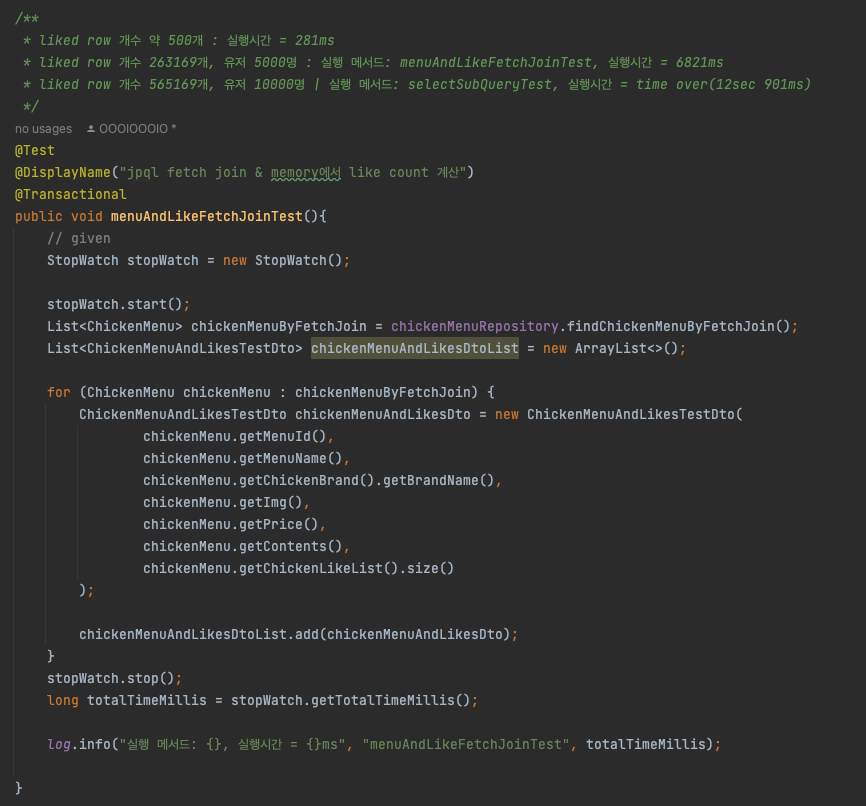 /**
 * liked row 개수 약 500개 : 실행시간 = 281ms
 * liked row 개수 263169개, 유저 5000명 : 실행 메서드: menuAndLikeFetchJoinTest, 실행시간 = 6821ms
 * liked row 개수 565169개, 유저 10000명 | 실행 메서드: selectSubQueryTest, 실행시간 = time over(12sec 901ms)
 */
no usages OOOIOOOIO *
@Test
@DisplayName("jpql fetch join & memory에서 like count 계산")
@Transactional
public void menuAndLikeFetchJoinTest(){
    // given
    StopWatch stopWatch = new StopWatch();
    stopWatch.start();
    List<ChickenMenu> chickenMenuByFetchJoin = chickenMenuRepository.findChickenMenuByFetchJoin();
    List<ChickenMenuAndLikesTestDto> chickenMenuAndLikesDtoList = new ArrayList<>();
    for (ChickenMenu chickenMenu : chickenMenuByFetchJoin) {
        ChickenMenuAndLikesTestDto chickenMenuAndLikesDto = new ChickenMenuAndLikesTestDto(
                chickenMenu.getMenuId(),
                chickenMenu.getMenuName(),
                chickenMenu.getChickenBrand().getBrandName(),
                chickenMenu.getImg(),
                chickenMenu.getPrice(),
                chickenMenu.getContents(),
                chickenMenu.getChickenLikeList().size()
        );
        chickenMenuAndLikesDtoList.add(chickenMenuAndLikesDto);
    }
    stopWatch.stop();
    long totalTimeMillis = stopWatch.getTotalTimeMillis();
    log.info("실행 메서드: {}, 실행시간 = {}ms", "menuAndLikeFetchJoinTest", totalTimeMillis);
}